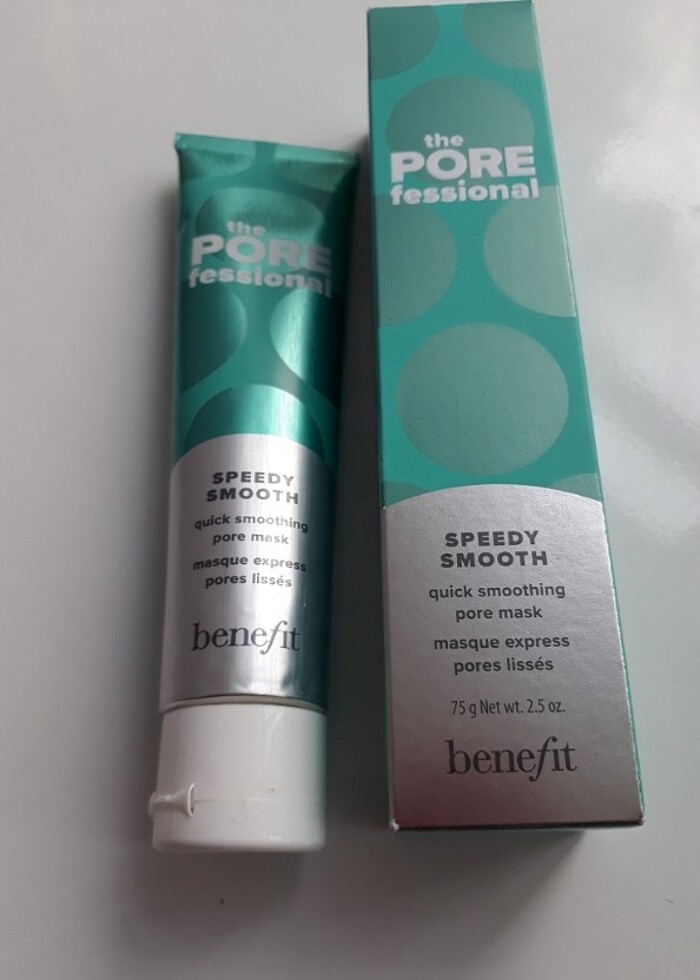 the
PORE
fessional
SPEEDY
SMOOTH
quick smoothing
pore mask
masque express
pores lissés
benefit
the
PORE
fessional
SPEEDY
SMOOTH
quick smoothing
pore mask
masque express
pores lissés
75 g Net wt. 2.5 oz.
benefit